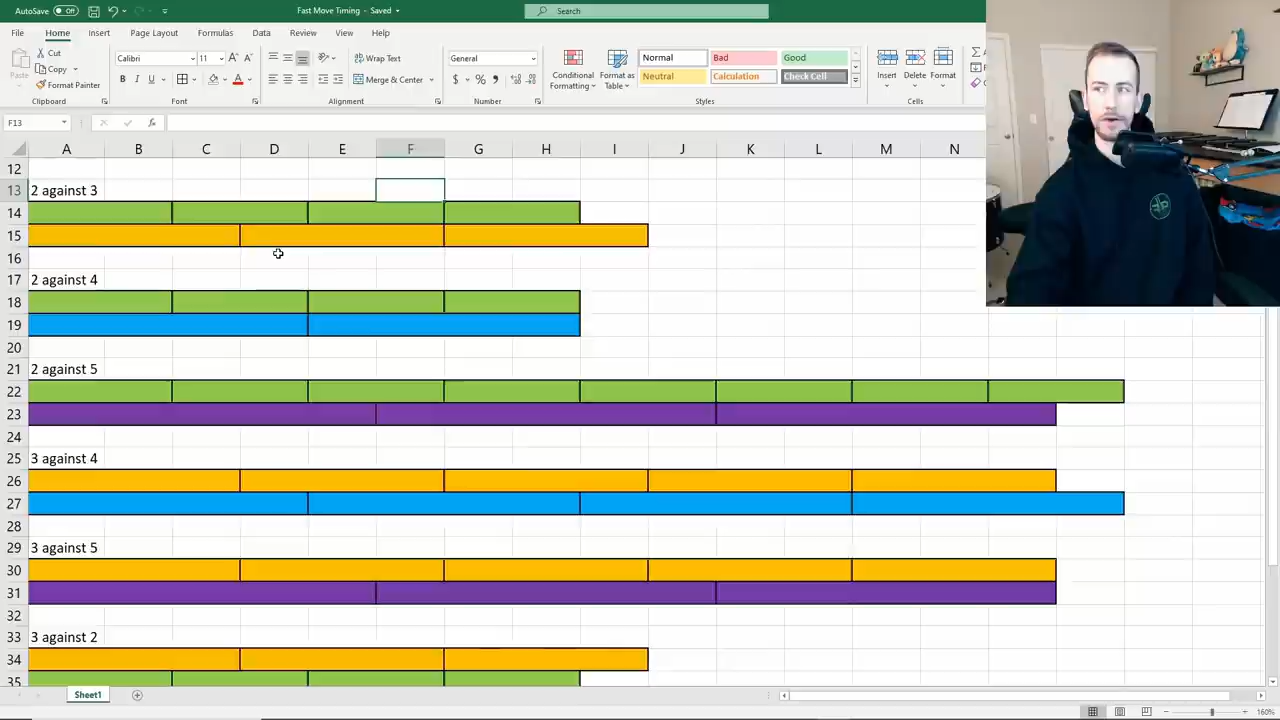 AutoSave Off
Fast Move Timing - Saved
Search
File Home Insert Page Layout Formulas Data Review View Help
Paste
Cut
Copy
Format Painter
Clipboard
Calibri 11
B I U
Font
Wrap Text
Merge & Center
Alignment
General
$ % ,
Number
Conditional Formatting
Format as Table
Normal Bad Good
Neutral Calculation Check Cell
Styles
Insert Delete Format
Cells
F13
fx
A B C D E F G H I J K L M N
12
13 2 against 3
14
15
16
17 2 against 4
18
19
20
21 2 against 5
22
23
24
25 3 against 4
26
27
28
29 3 against 5
30
31
32
33 3 against 2
34
35
Sheet1
160%